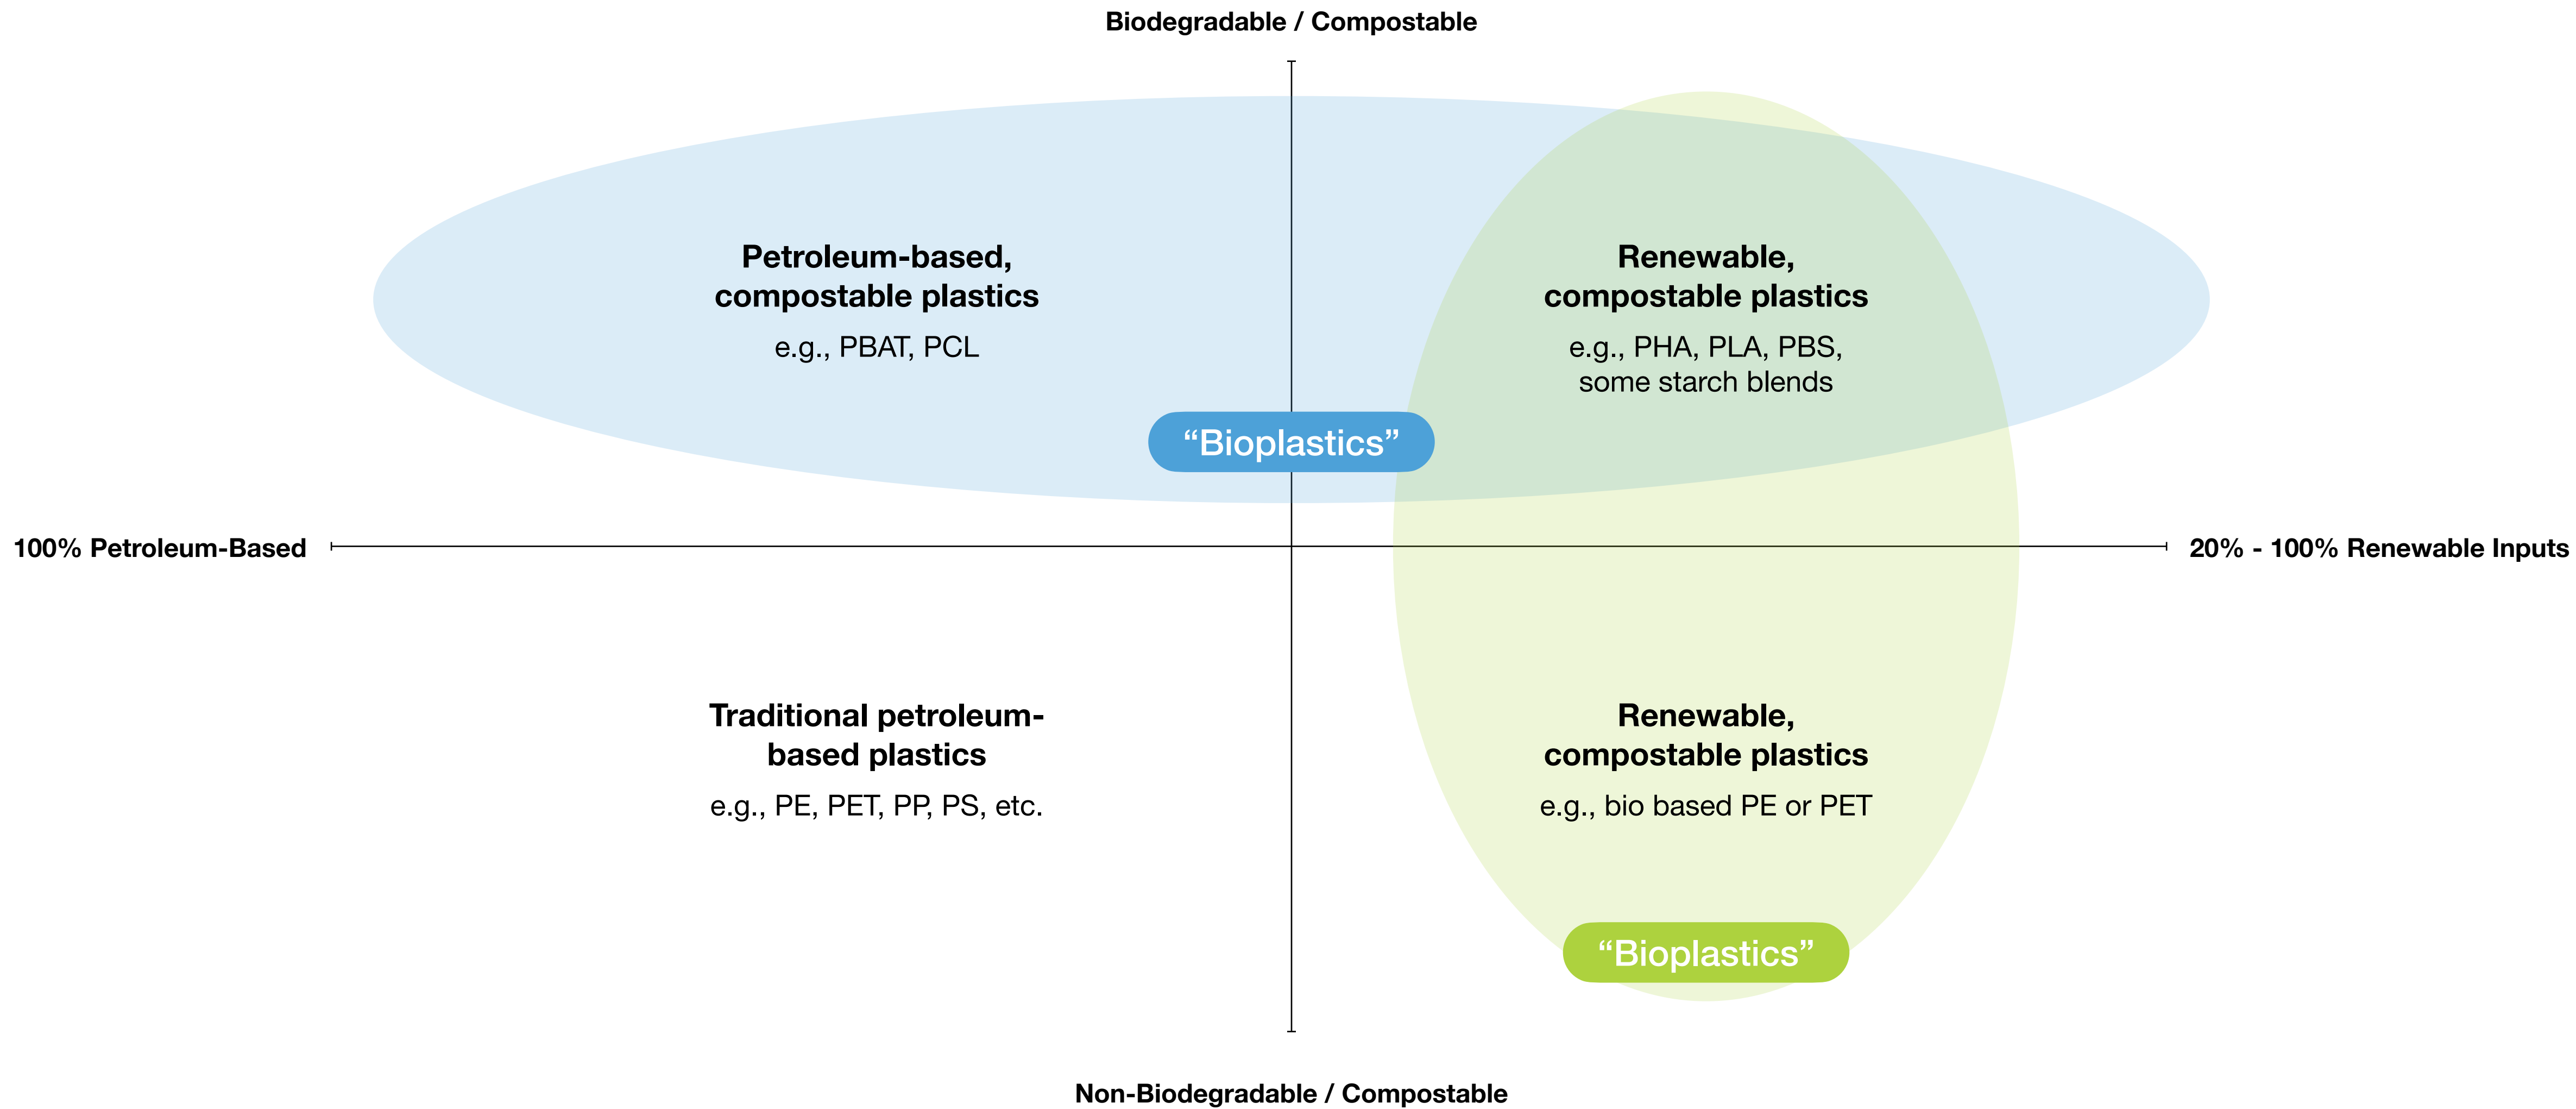 Biodegradable / Compostable
Petroleum-based,
compostable plastics
e.g., PBAT, PCL
Renewable,
compostable plastics
e.g., PHA, PLA, PBS,
some starch blends
“Bioplastics”
100% Petroleum-Based
20% - 100% Renewable Inputs
Traditional petroleum-
based plastics
e.g., PE, PET, PP, PS, etc.
Renewable,
compostable plastics
e.g., bio based PE or PET
“Bioplastics”
Non-Biodegradable / Compostable